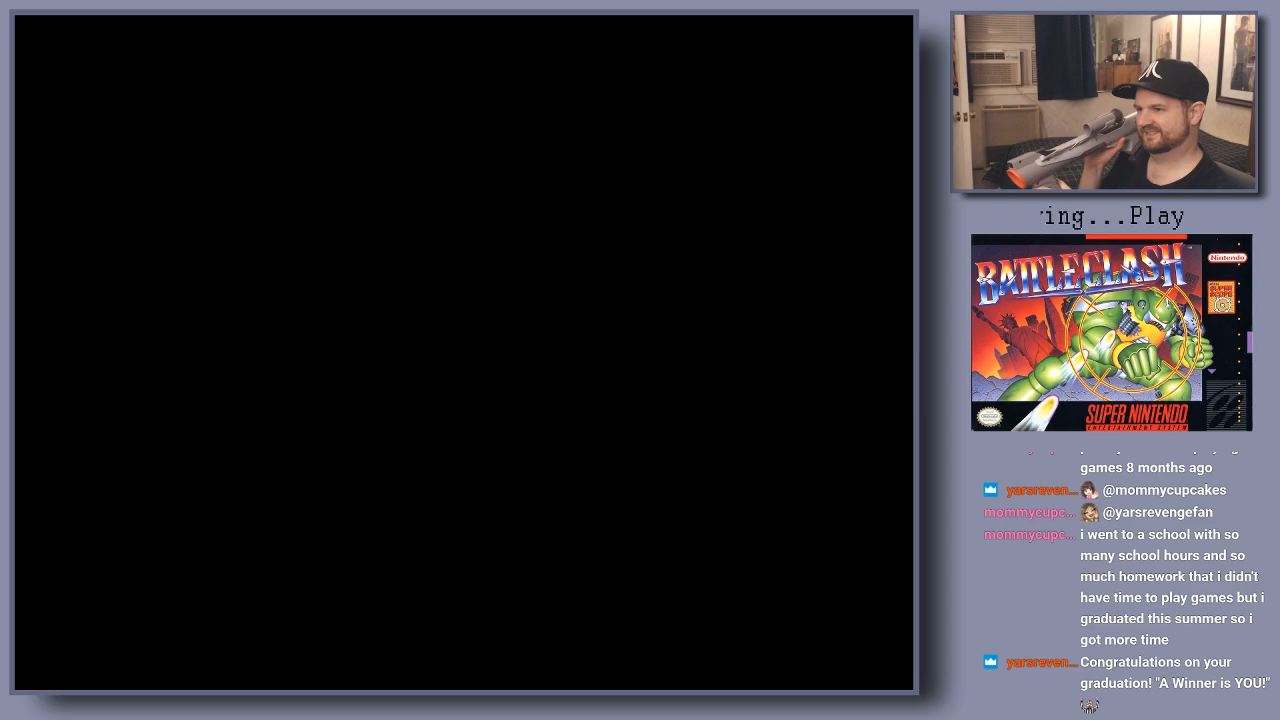 ing...Play
BATTLECLASH
Nintendo
SUPER SCOPE
SUPER NINTENDO
ENTERTAINMENT SYSTEM
games 8 months ago
yarsreven... @mommycupcakes
mommycupc... @yarsrevengefan
mommycupc... i went to a school with so
many school hours and so
much homework that i didn't
have time to play games but i
graduated this summer so i
got more time
yarsreven... Congratulations on your
graduation! "A Winner is YOU!"